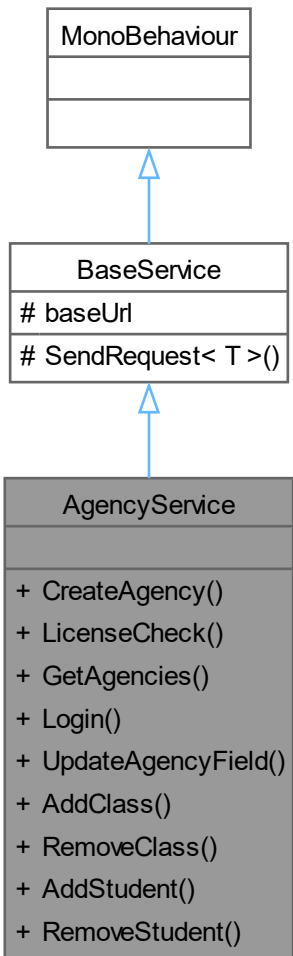 MonoBehaviour
BaseService
# baseUrl
# SendRequest< T >()
AgencyService
+ CreateAgency()
+ LicenseCheck()
+ GetAgencies()
+ Login()
+ UpdateAgencyField()
+ AddClass()
+ RemoveClass()
+ AddStudent()
+ RemoveStudent()